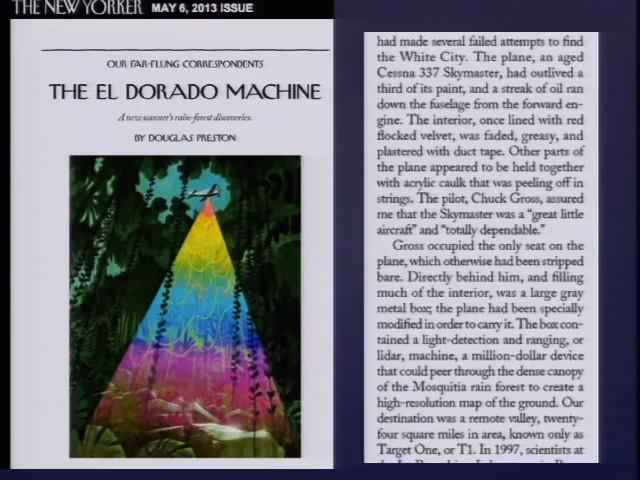 THE NEW YORKER MAY 6, 2013 ISSUE
OUR FAR-FLUNG CORRESPONDENTS
THE EL DORADO MACHINE
A new scanner's rain-forest discoveries.
BY DOUGLAS PRESTON
had made several failed attempts to find
the White City. The plane, an aged
Cessna 337 Skymaster, had outlived a
third of its paint, and a streak of oil ran
down the fuselage from the forward en-
gine. The interior, once lined with red
flocked velvet, was faded, greasy, and
plastered with duct tape. Other parts of
the plane appeared to be held together
with acrylic caulk that was peeling off in
strings. The pilot, Chuck Gross, assured
me that the Skymaster was a “great little
aircraft” and “totally dependable.”
Gross occupied the only seat on the
plane, which otherwise had been stripped
bare. Directly behind him, and filling
much of the interior, was a large gray
metal box; the plane had been specially
modified in order to carry it. The box con-
tained a light-detection and ranging, or
lidar, machine, a million-dollar device
that could peer through the dense canopy
of the Mosquitia rain forest to create a
high-resolution map of the ground. Our
destination was a remote valley, twenty-
four square miles in area, known only as
Target One, or T1. In 1997, scientists at